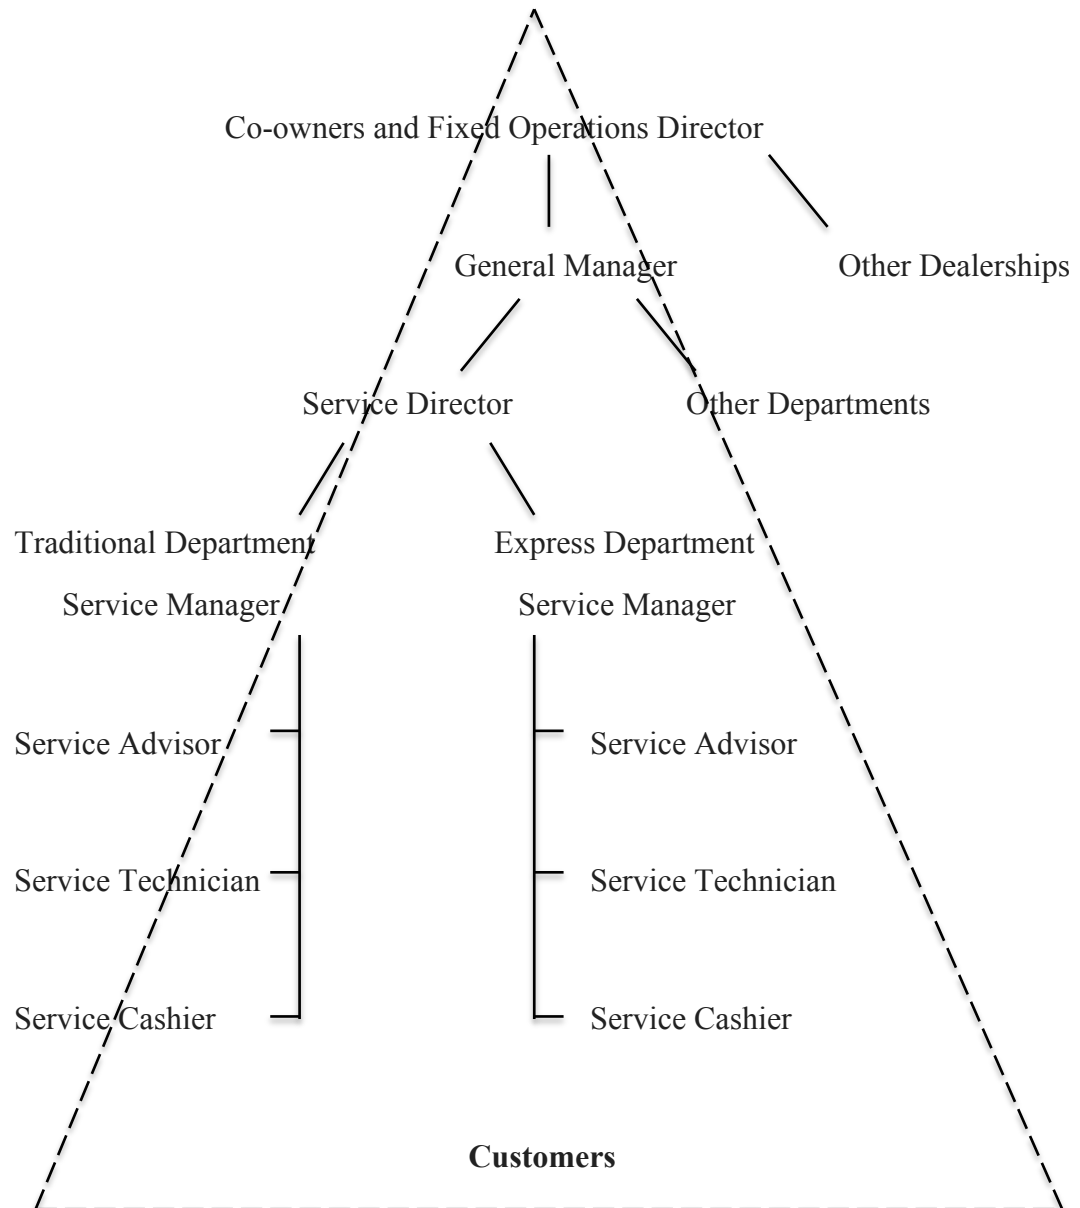 Co-owners and Fixed Operations Director
General Manager
Other Dealerships
Service Director
Other Departments
Traditional Department
Express Department
Service Manager
Service Manager
Service Advisor
Service Advisor
Service Technician
Service Technician
Service Cashier
Service Cashier
Customers